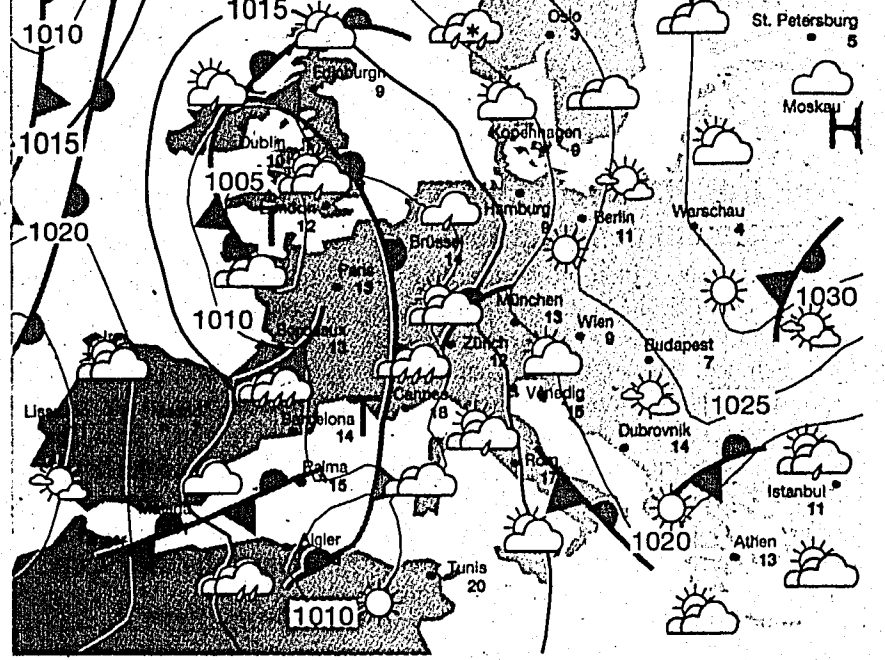 1015
1010
Oslo
3
St. Petersburg
5
Edinburgh
9
Moskau
H
1015
Dublin
10
Kopenhagen
9
1005
London
12
T
Hamburg
Berlin
11
Warschau
4
1020
Brüssel
14
Paris
1030
1010
München
13
Bordeaux
13
Zürich
12
Wien
9
Budapest
7
Cannes
18
Venedig
15
1025
Barcelona
14
T
Dubrovnik
14
Rom
17
Palma
15
Istanbul
11
1020
Athen
13
Algier
Tunis
20
1010